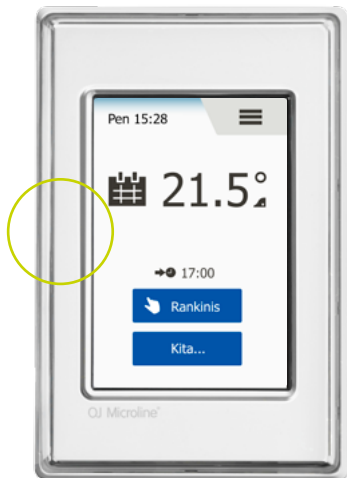 Pen 15:28
21.5°
17:00
Rankinis
Kita...
OJ Microline®